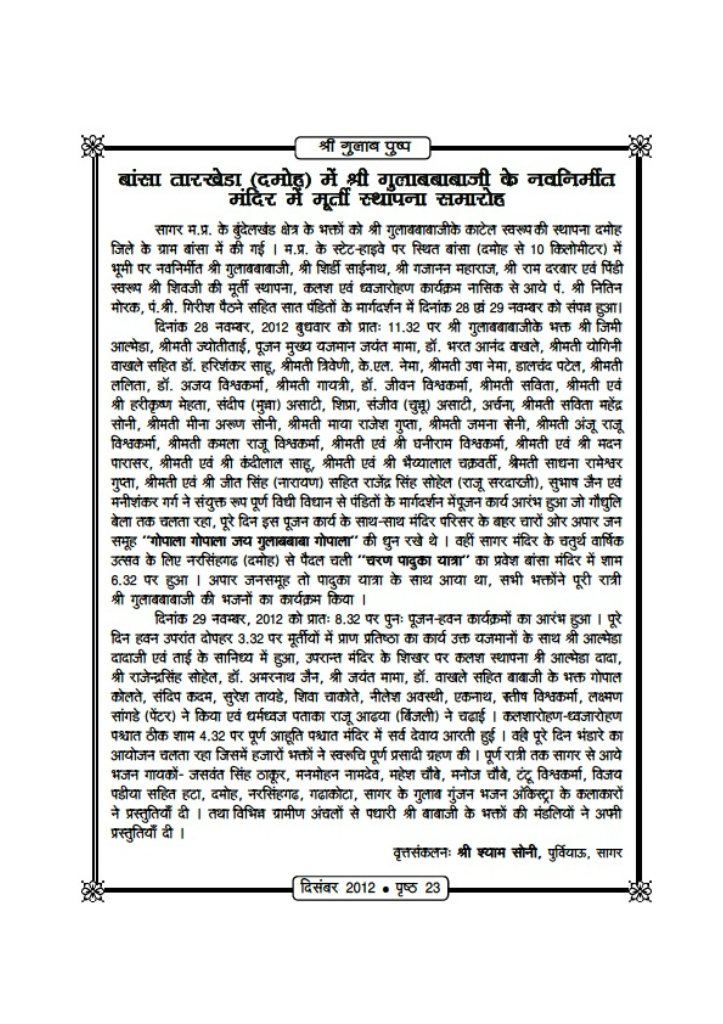 श्री गुलाब पुष्प
बांसा तारखेडा (दमोह) में श्री गुलाबबाबाजी के नवनिर्मीत
मंदिर में मूर्ती स्थापना समारोह
सागर म.प्र. के बुंदेलखंड क्षेत्र के भक्तों को श्री गुलाबबाबाजीके काटेल स्वरूप की स्थापना दमोह
जिले के ग्राम बांसा में की गई । म.प्र. के स्टेट-हाइवे पर स्थित बांसा (दमोह से 10 किलोमीटर) में
भूमी पर नवनिर्मीत श्री गुलाबबाबाजी, श्री शिर्डी साईनाथ, श्री गजानन महाराज, श्री राम दरबार एवं पिंडी
स्वरूप श्री शिवजी की मूर्ती स्थापना, कलश एवं ध्वजारोहण कार्यक्रम नासिक से आये पं. श्री नितिन
मोरक, पं.श्री. गिरीश पैठने सहित सात पंडितों के मार्गदर्शन में दिनांक 28 एवं 29 नवम्बर को संपन्न हुआ।
दिनांक 28 नवम्बर, 2012 बुधवार को प्रातः 11.32 पर श्री गुलाबबाबाजीके भक्त श्री जिमी
आल्मेडा, श्रीमती ज्योतीताई, पूजन मुख्य यजमान जयंत मामा, डॉ. भरत आनंद वाखले, श्रीमती योगिनी
वाखले सहित डॉ. हरिशंकर साहू, श्रीमती त्रिवेणी, के.एल. नेमा, श्रीमती उषा नेमा, डालचंद पटेल, श्रीमती
ललिता, डॉ. अजय विश्वकर्मा, श्रीमती गायत्री, डॉ. जीवन विश्वकर्मा, श्रीमती सविता, श्रीमती एवं
श्री हरीकृष्ण मेहता, संदीप (मुन्ना) असाटी, शिप्रा, संजीव (चुन्नू) असाटी, अर्चना, श्रीमती सविता महेंद्र
सोनी, श्रीमती मीना अरूण सोनी, श्रीमती माया राजेश गुप्ता, श्रीमती जमना सेनी, श्रीमती अंजू राजू
विश्वकर्मा, श्रीमती कमला राजू विश्वकर्मा, श्रीमती एवं श्री घनीराम विश्वकर्मा, श्रीमती एवं श्री मदन
पारासर, श्रीमती एवं श्री कंदीलाल साहू, श्रीमती एवं श्री भैय्यालाल चक्रवर्ती, श्रीमती साधना रामेश्वर
गुप्ता, श्रीमती एवं श्री जीत सिंह (नारायण) सहित राजेंद्र सिंह सोहेल (राजू सरदारजी), सुभाष जैन एवं
मनीशंकर गर्ग ने संयुक्त रूप पूर्ण विधी विधान से पंडितों के मार्गदर्शन में पूजन कार्य आरंभ हुआ जो गौधुलि
बेला तक चलता रहा, पूरे दिन इस पूजन कार्य के साथ-साथ मंदिर परिसर के बहर चारों ओर अपार जन
समूह ‘‘गोपाला गोपाला जय गुलाबबाबा गोपाला’’ की धुन रखे थे । वहीं सागर मंदिर के चतुर्थ वार्षिक
उत्सव के लिए नरसिंहगढ (दमोह) से पैदल चली ‘‘चरण पादुका यात्रा’’ का प्रवेश बांसा मंदिर में शाम
6.32 पर हुआ । अपार जनसमूह तो पादुका यात्रा के साथ आया था, सभी भक्तोंने पूरी रात्री
श्री गुलाबबाबाजी की भजनों का कार्यक्रम किया ।
दिनांक 29 नवम्बर, 2012 को प्रातः 8.32 पर पुनः पूजन-हवन कार्यक्रमों का आरंभ हुआ । पूरे
दिन हवन उपरांत दोपहर 3.32 पर मूर्तीयों में प्राण प्रतिष्ठा का कार्य उक्त यजमानों के साथ श्री आल्मेडा
दादाजी एवं ताई के सानिध्य में हुआ, उपरान्त मंदिर के शिखर पर कलश स्थापना श्री आल्मेडा दादा,
श्री राजेन्द्रसिंह सोहेल, डॉ. अमरनाथ जैन, श्री जयंत मामा, डॉ. वाखले सहित बाबाजी के भक्त गोपाल
कोलते, संदिप कदम, सुरेश तायडे, शिवा चाकोते, नीलेश अवस्थी, एकनाथ, सतीष विश्वकर्मा, लक्ष्मण
सांगडे (पेंटर) ने किया एवं धर्मध्वज पताका राजू आढया (बिंजली) ने चढाई । कलशारोहण-ध्वजारोहण
पश्चात ठीक शाम 4.32 पर पूर्ण आहूति पश्चात मंदिर में सर्व देवाय आरती हुई । वही पूरे दिन भंडारे का
आयोजन चलता रहा जिसमें हजारों भक्तों ने स्वरूचि पूर्ण प्रसादी ग्रहण की । पूर्ण रात्री तक सागर से आये
भजन गायकों- जसवंत सिंह ठाकूर, मनमोहन नामदेव, महेश चौबे, मनोज चौबे, टंटू विश्वकर्मा, विजय
पडीया सहित हटा, दमोह, नरसिंहगढ, गढाकोटा, सागर के गुलाब गुंजन भजन ऑकेस्ट्रा के कलाकारों
ने प्रस्तुतियाँ दी । तथा विभिन्न ग्रामीण अंचलों से पधारी श्री बाबाजी के भक्तों की मंडलियों ने अपनी
प्रस्तुतियाँ दी ।
वृत्तसंकलनः श्री श्याम सोनी, पुर्वियाऊ, सागर
दिसंबर 2012 ● पृष्ठ 23